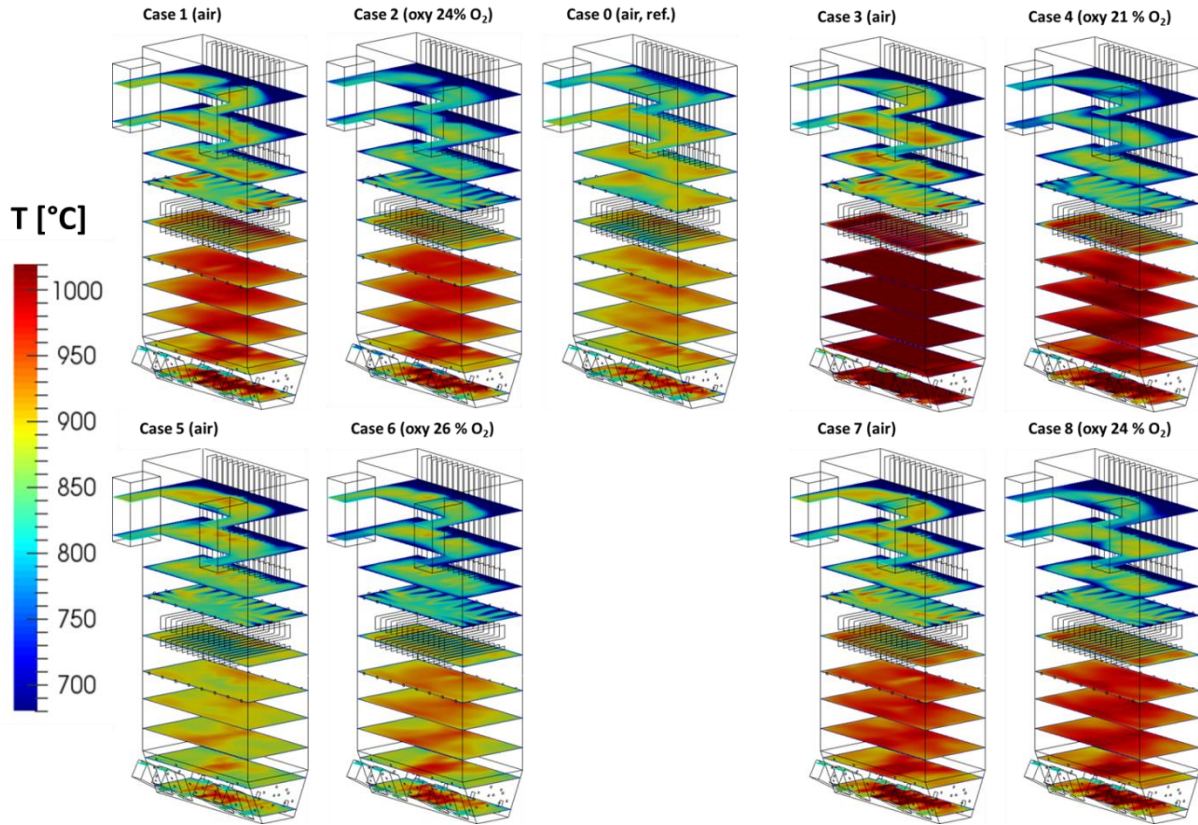 Case 1 (air)
Case 2 (oxy 24% O₂)
Case 0 (air, ref.)
Case 3 (air)
Case 4 (oxy 21 % O₂)
T [°C]
1000
950
900
850
800
750
700
Case 5 (air)
Case 6 (oxy 26 % O₂)
Case 7 (air)
Case 8 (oxy 24 % O₂)